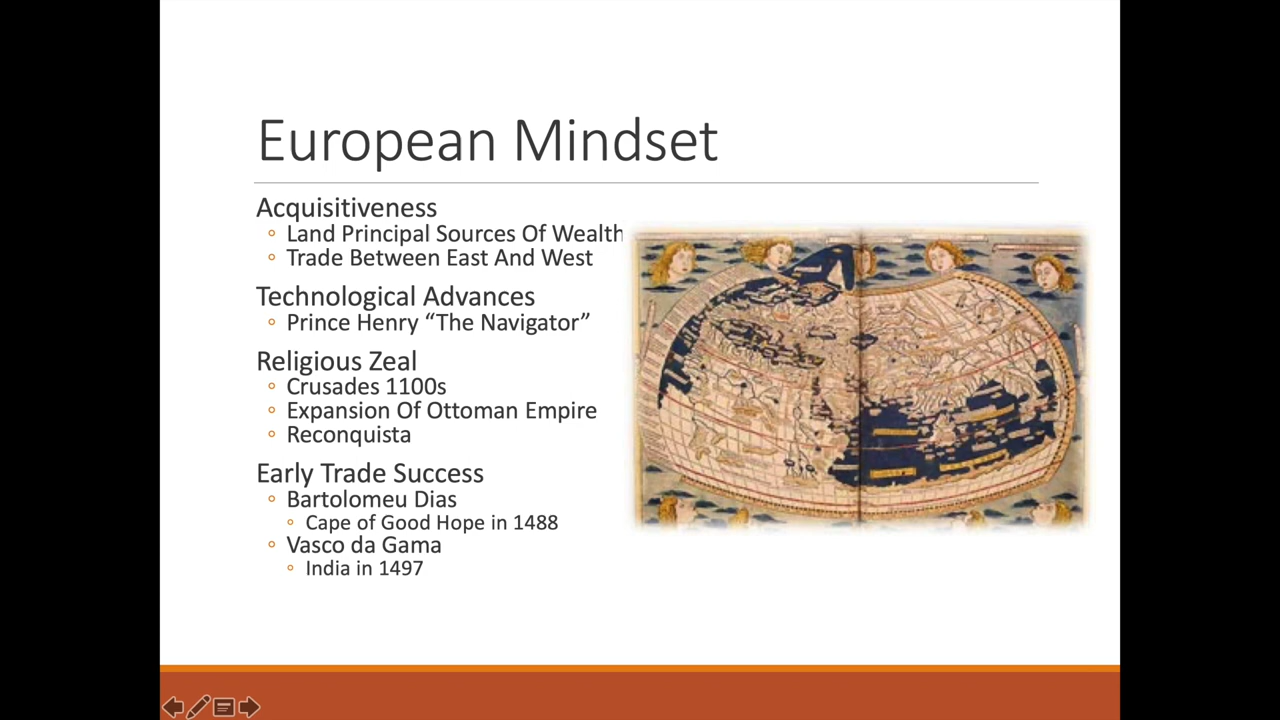 European Mindset
Acquisitiveness
Land Principal Sources Of Wealth
Trade Between East And West
Technological Advances
Prince Henry “The Navigator”
Religious Zeal
Crusades 1100s
Expansion Of Ottoman Empire
Reconquista
Early Trade Success
Bartolomeu Dias
Cape of Good Hope in 1488
Vasco da Gama
India in 1497